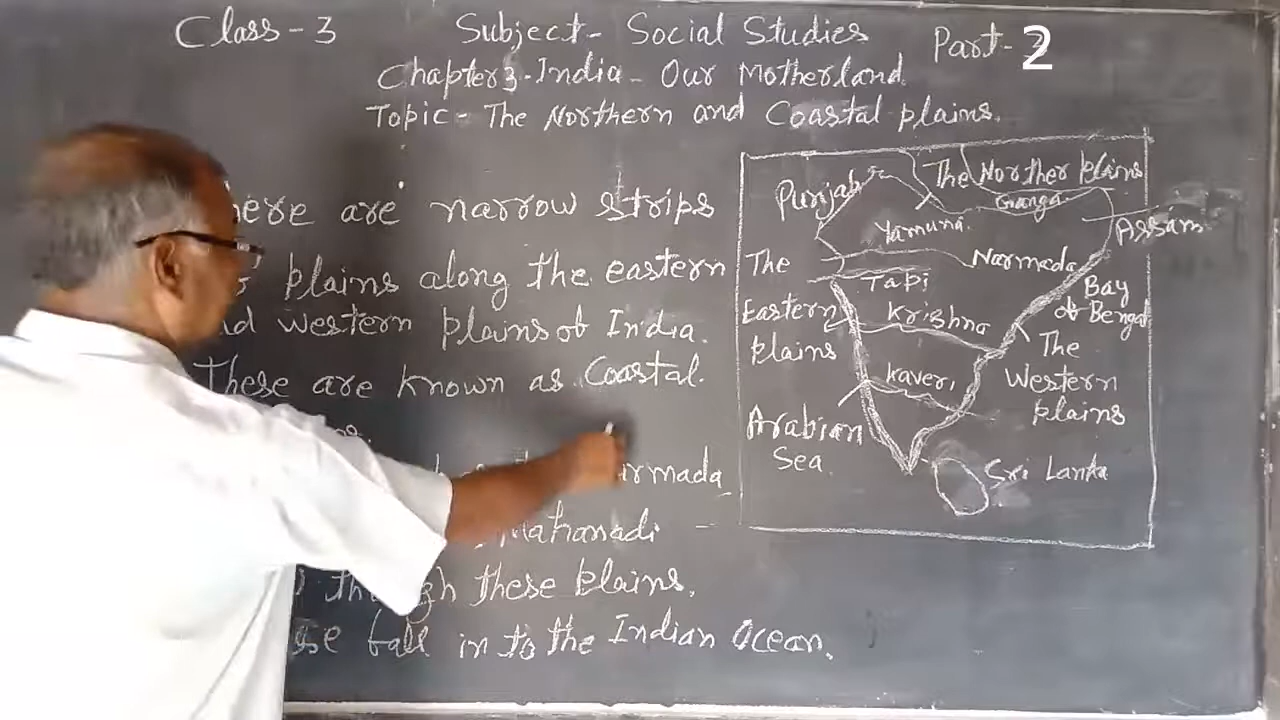 Class - 3 Subject - Social Studies Part - 2
Chapter 3 - India - Our Motherland
Topic - The Northern and Coastal plains.
here are narrow strips
plains along the eastern
western plains of India.
These are known as Coastal.
rmada
Mahanadi
through these plains.
fall in to the Indian Ocean.
Punjab
The Norther plains
Ganga
Yamuna.
Assam
The
Eastern
plains
Narmada
Tapi
Krishna
Bay
of Bengal
The
Western
plains
Kaveri,
Arabian
Sea
Sri Lanka